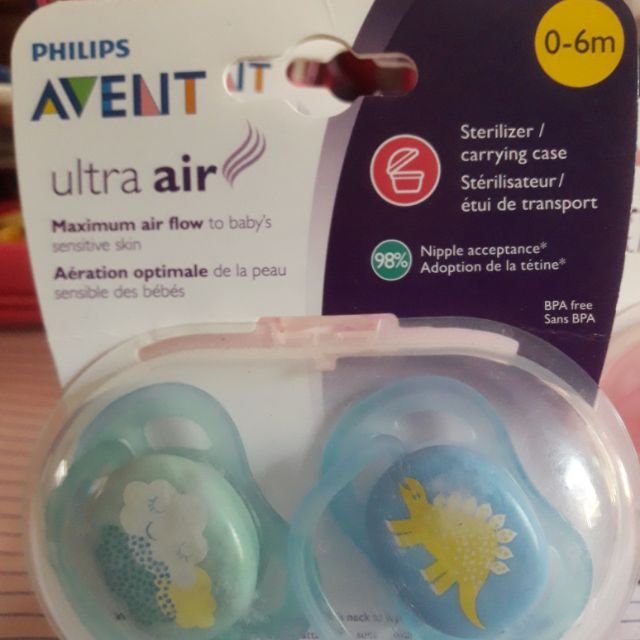 PHILIPS
AVENT
ultra air
Maximum air flow to baby's
sensitive skin
Aération optimale de la peau
sensible des bébés
0-6m
Sterilizer /
carrying case
Stérilisateur/
étui de transport
98%
Nipple acceptance*
Adoption de la tétine*
BPA free
Sans BPA